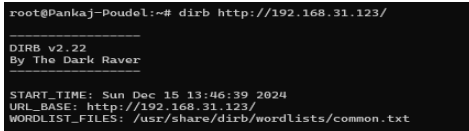 root@Pankaj-Poudel:~# dirb http://192.168.31.123/
-----------------
DIRB v2.22
By The Dark Raver
-----------------
START_TIME: Sun Dec 15 13:46:39 2024
URL_BASE: http://192.168.31.123/
WORDLIST_FILES: /usr/share/dirb/wordlists/common.txt